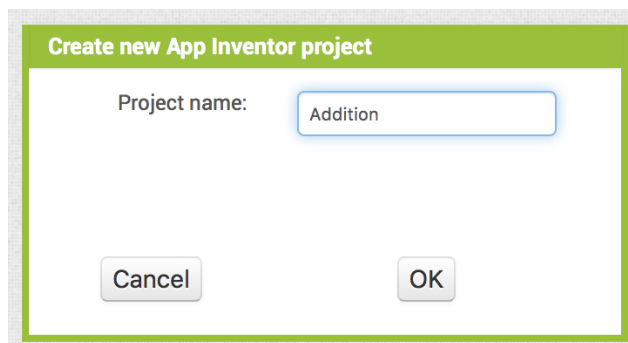 Create new App Inventor project
Project name:
Addition
Cancel
OK